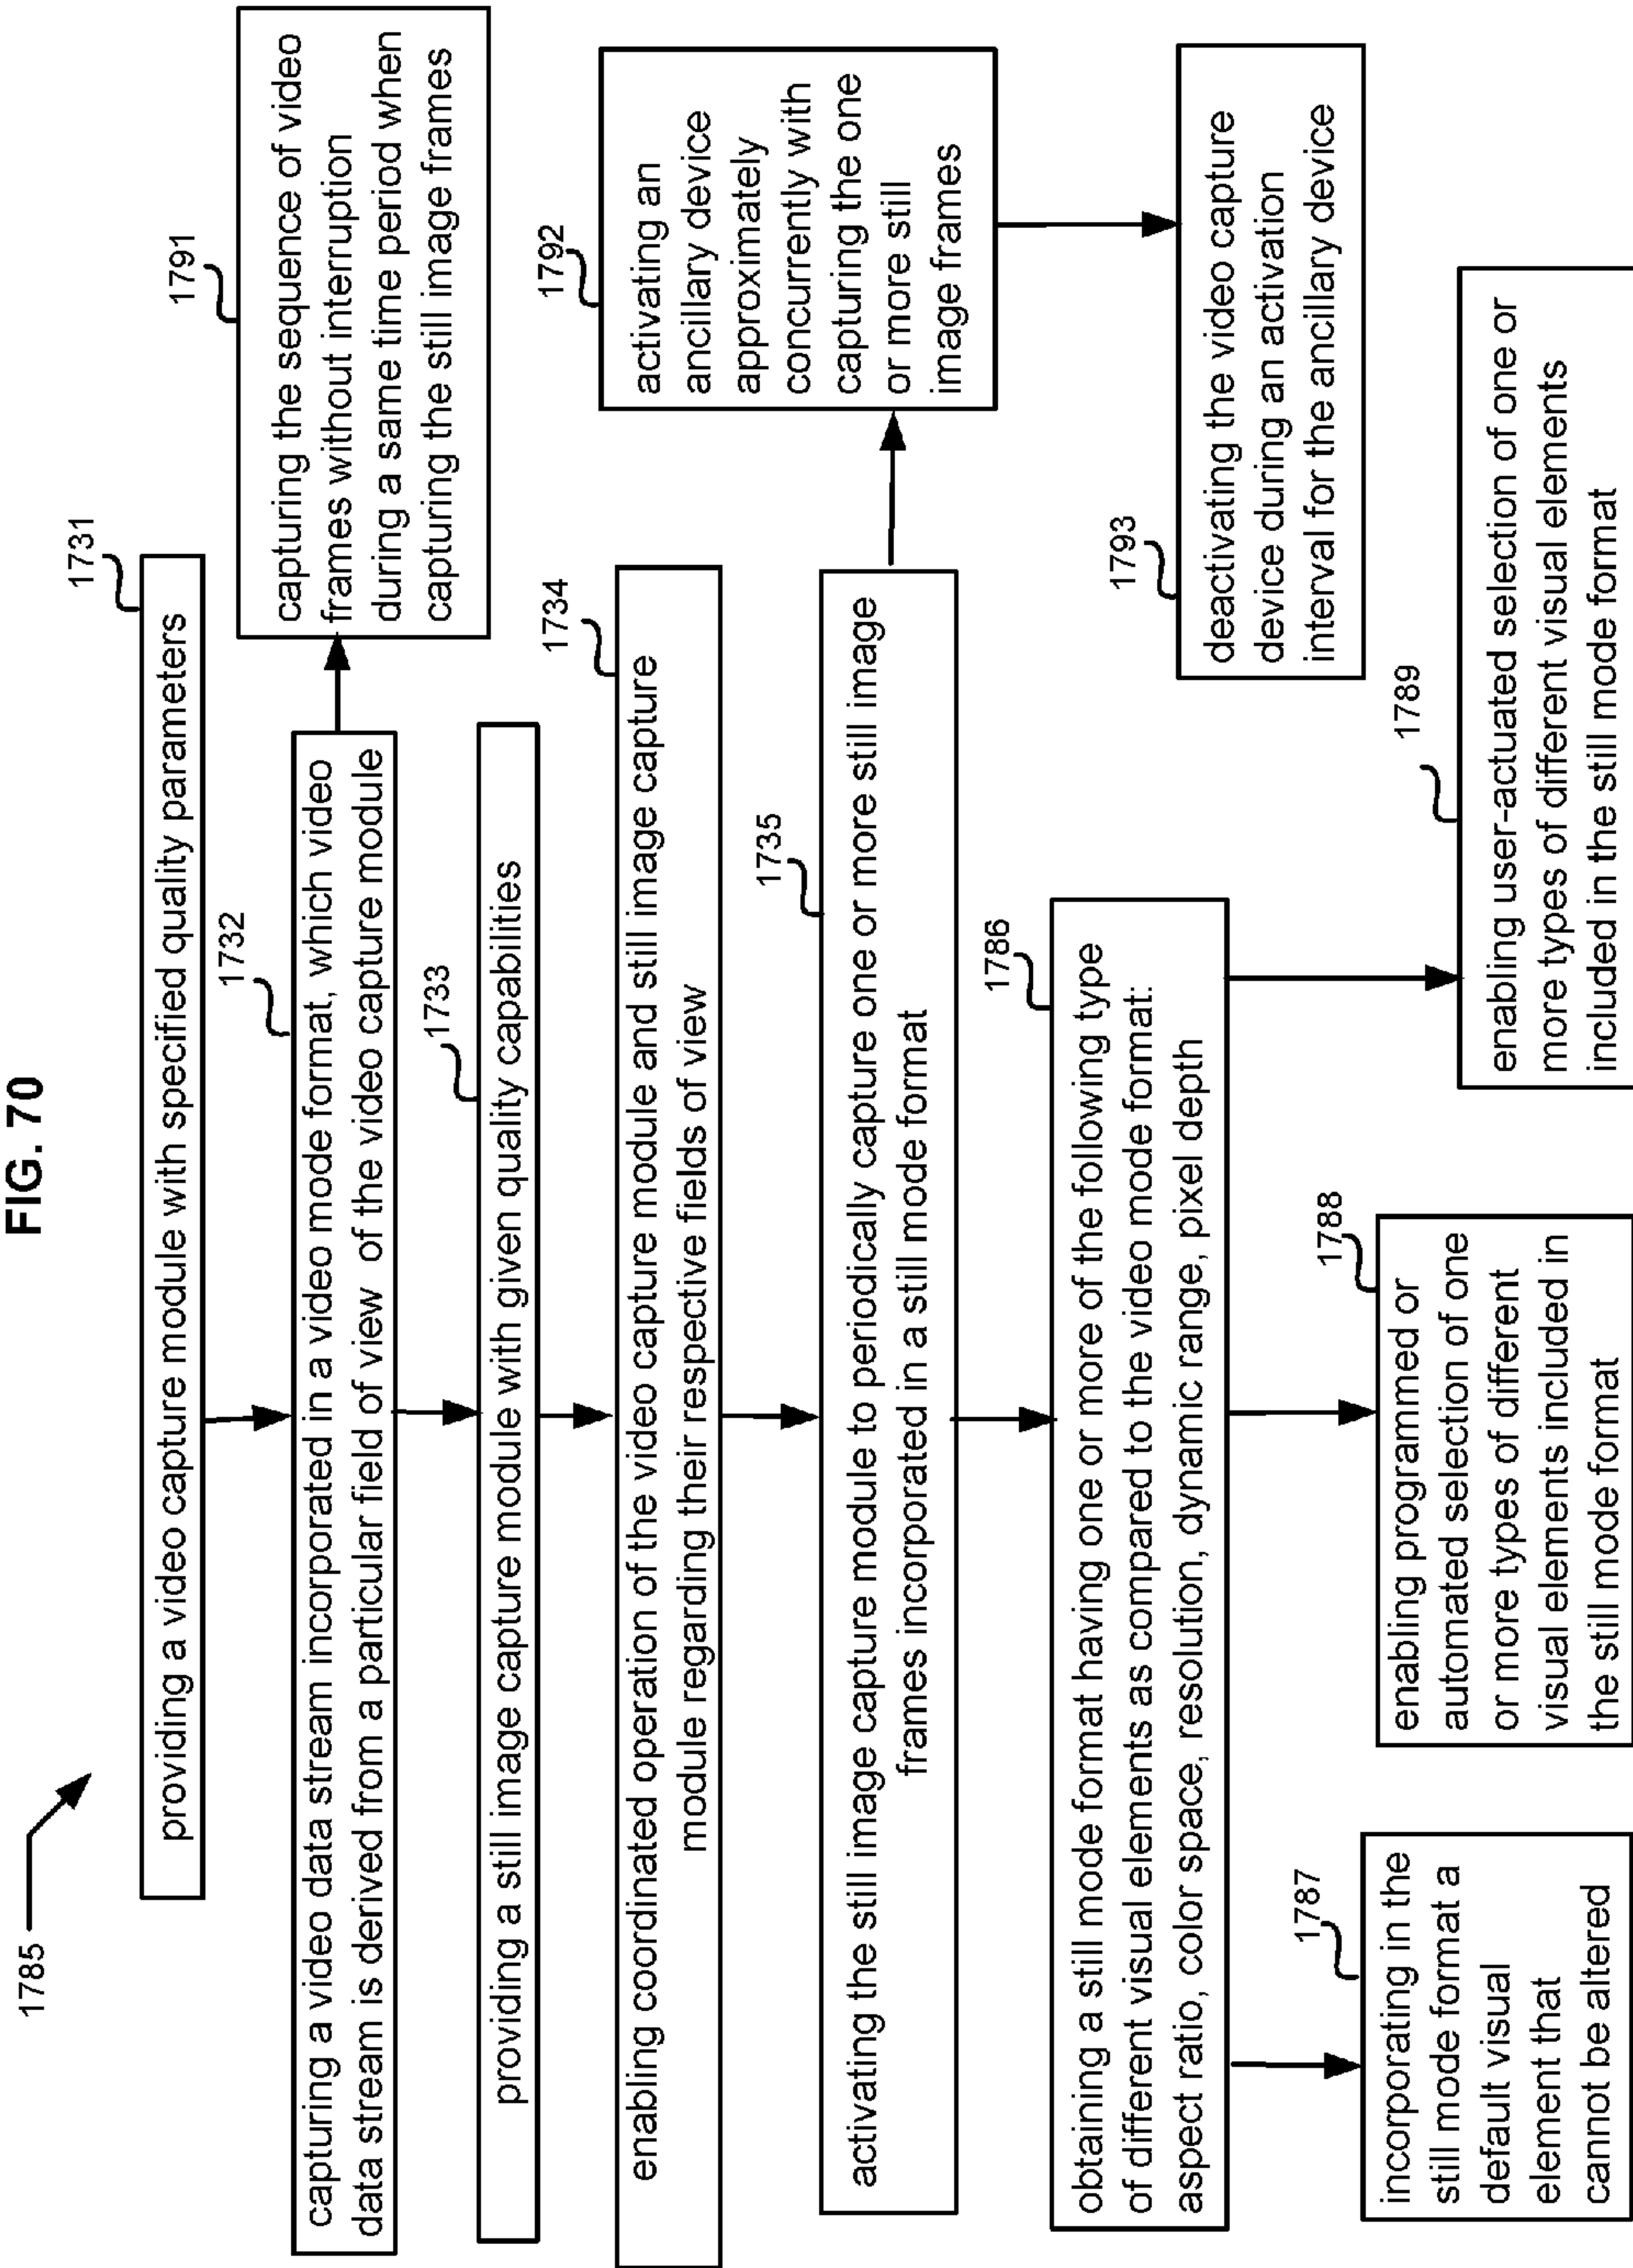 FIG. 70
1785
1731
providing a video capture module with specified quality parameters
1732
capturing a video data stream incorporated in a video mode format, which video
data stream is derived from a particular field of view of the video capture module
1791
capturing the sequence of video
frames without interruption
during a same time period when
capturing the still image frames
1733
providing a still image capture module with given quality capabilities
1734
enabling coordinated operation of the video capture module and still image capture
module regarding their respective fields of view
1735
activating the still image capture module to periodically capture one or more still image
frames incorporated in a still mode format
1792
activating an
ancillary device
approximately
concurrently with
capturing the one
or more still
image frames
1786
obtaining a still mode format having one or more of the following type
of different visual elements as compared to the video mode format:
aspect ratio, color space, resolution, dynamic range, pixel depth
1793
deactivating the video capture
device during an activation
interval for the ancillary device
1787
incorporating in the
still mode format a
default visual
element that
cannot be altered
1788
enabling programmed or
automated selection of one
or more types of different
visual elements included in
the still mode format
1789
enabling user-actuated selection of one or
more types of different visual elements
included in the still mode format